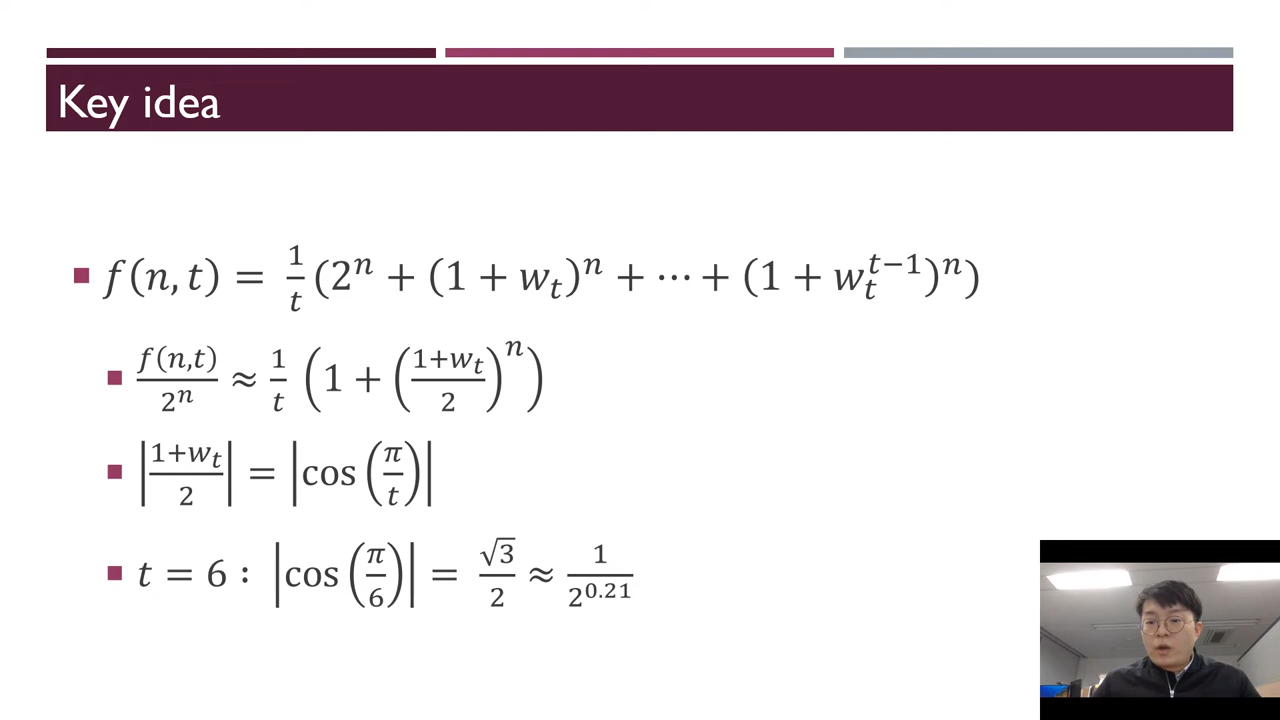 Key idea
▪ f(n, t) = 1/t (2^n + (1 + w_t)^n + ⋯ + (1 + w_t^{t−1})^n)
▪ f(n,t)/2^n ≈ 1/t (1 + ((1+w_t)/2)^n)
▪ |(1+w_t)/2| = |cos(π/t)|
▪ t = 6 : |cos(π/6)| = √3/2 ≈ 1/2^{0.21}